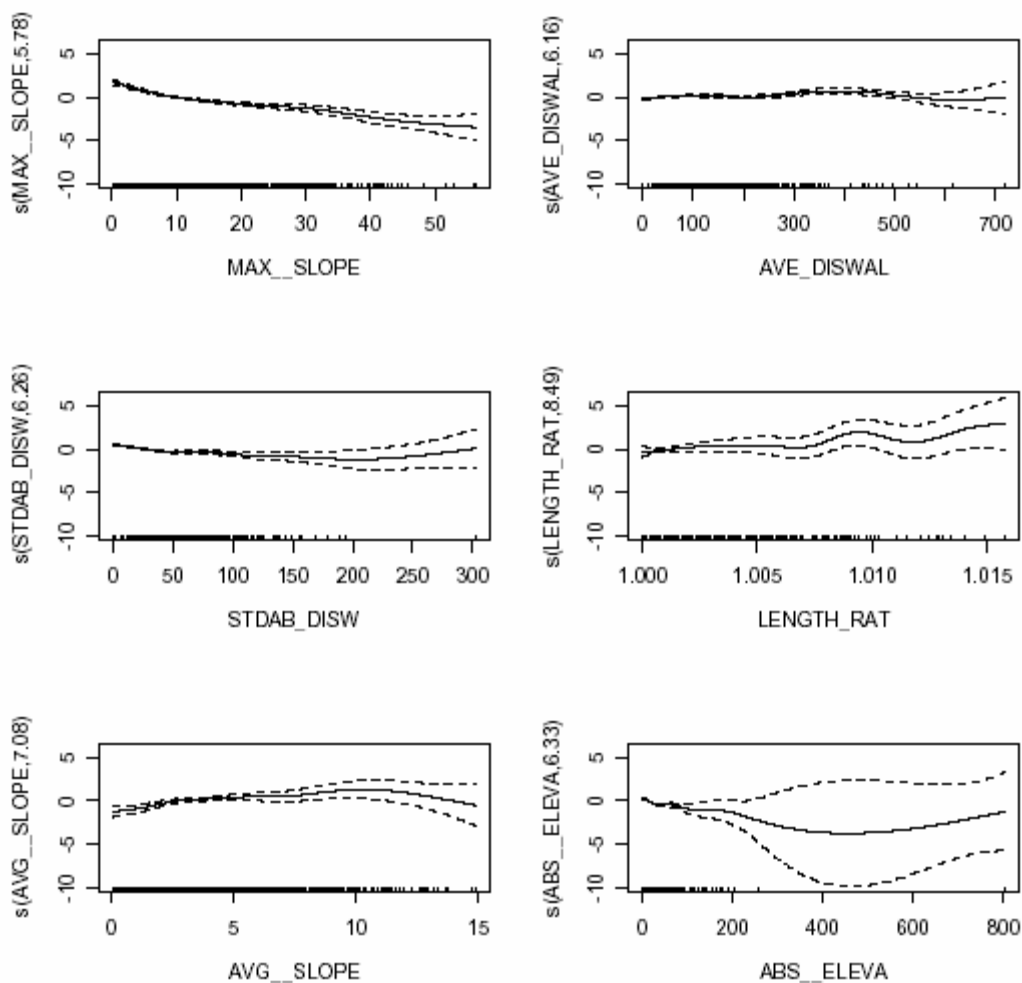 s(MAX__SLOPE,5.78)
5
0
-5
-10
0 10 20 30 40 50
MAX__SLOPE
s(AVE_DISWAL,6.16)
5
0
-5
-10
0 100 300 500 700
AVE_DISWAL
s(STDAB_DISW,6.26)
5
0
-5
-10
0 50 100 150 200 250 300
STDAB_DISW
s(LENGTH_RAT,8.49)
5
0
-5
-10
1.000 1.005 1.010 1.015
LENGTH_RAT
s(AVG__SLOPE,7.08)
5
0
-5
-10
0 5 10 15
AVG__SLOPE
s(ABS__ELEVA,6.33)
5
0
-5
-10
0 200 400 600 800
ABS__ELEVA